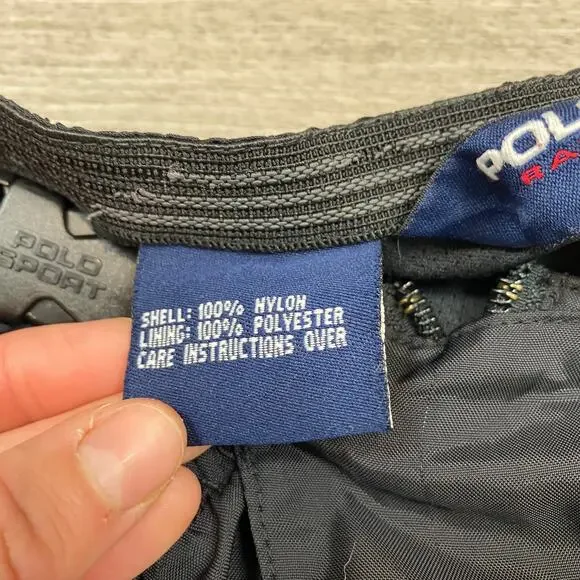 POLO
SPORT
SHELL: 100% NYLON
LINING: 100% POLYESTER
CARE INSTRUCTIONS OVER